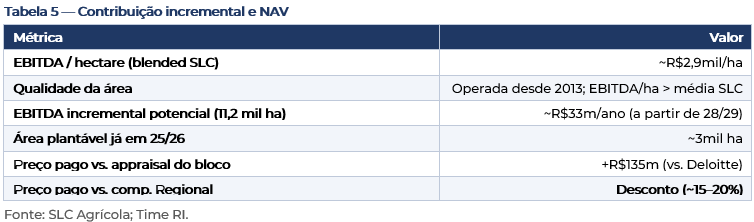 Tabela 5 — Contribuição incremental e NAV
Métrica Valor
EBITDA / hectare (blended SLC) ~R$2,9mil/ha
Qualidade da área Operada desde 2013; EBITDA/ha > média SLC
EBITDA incremental potencial (11,2 mil ha) ~R$33m/ano (a partir de 28/29)
Área plantável já em 25/26 ~3mil ha
Preço pago vs. appraisal do bloco +R$135m (vs. Deloitte)
Preço pago vs. comp. Regional Desconto (~15–20%)
Fonte: SLC Agrícola; Time RI.